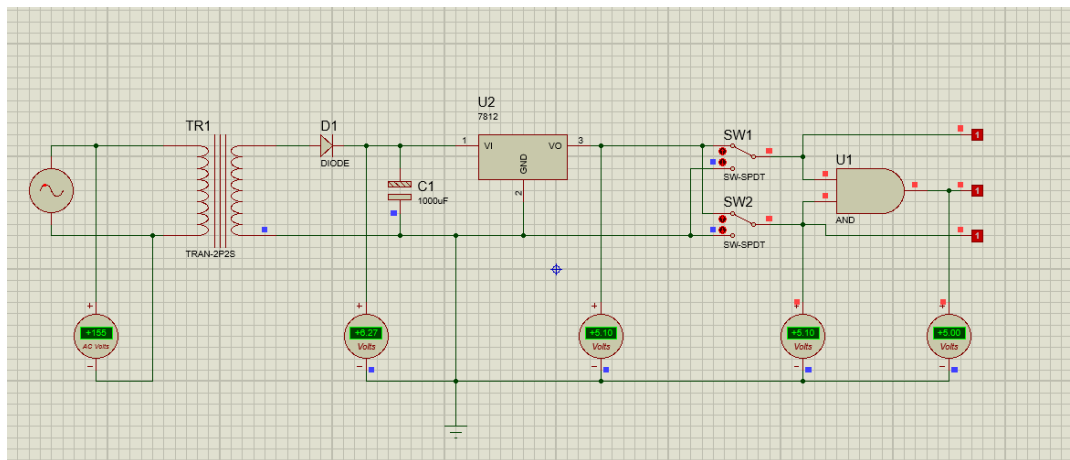 U2
7812
TR1
D1
SW1
1
VI
VO
3
1
DIODE
GND
U1
C1
1000uF
SW-SPDT
1
2
SW2
AND
TRAN-2P2S
SW-SPDT
1
+155
AC Volts
+6.27
Volts
+5.10
Volts
+5.10
Volts
+5.00
Volts